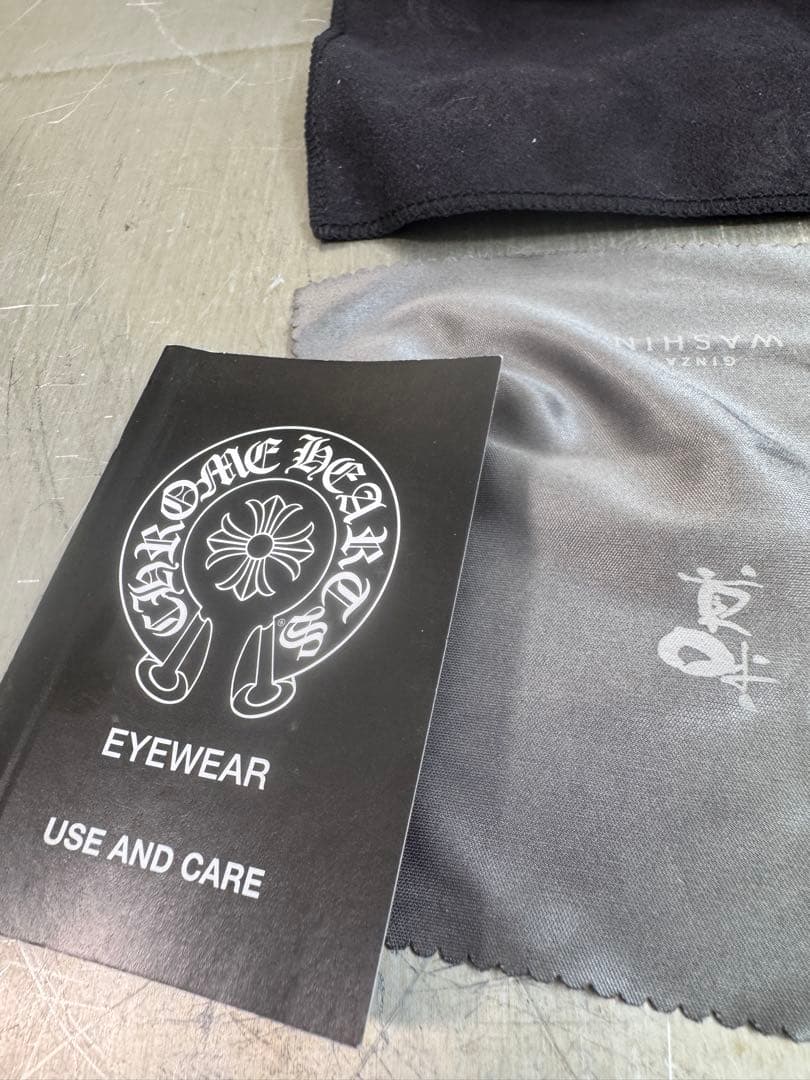 CHROME HEARTS
®
EYEWEAR
USE AND CARE
GINZA
WASHIN